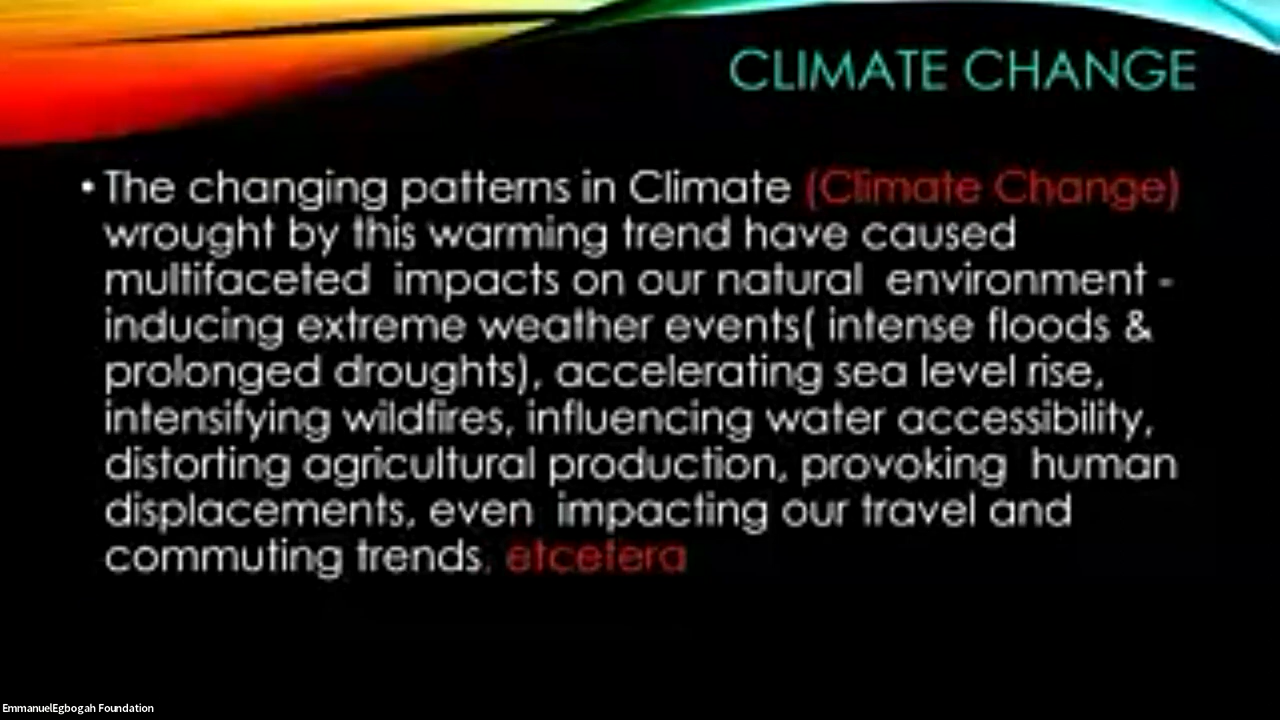 CLIMATE CHANGE
• The changing patterns in Climate (Climate Change)
wrought by this warming trend have caused
multifaceted impacts on our natural environment -
inducing extreme weather events( intense floods &
prolonged droughts), accelerating sea level rise,
intensifying wildfires, influencing water accessibility,
distorting agricultural production, provoking human
displacements, even impacting our travel and
commuting trends. etcetera
EmmanuelEgbogah Foundation